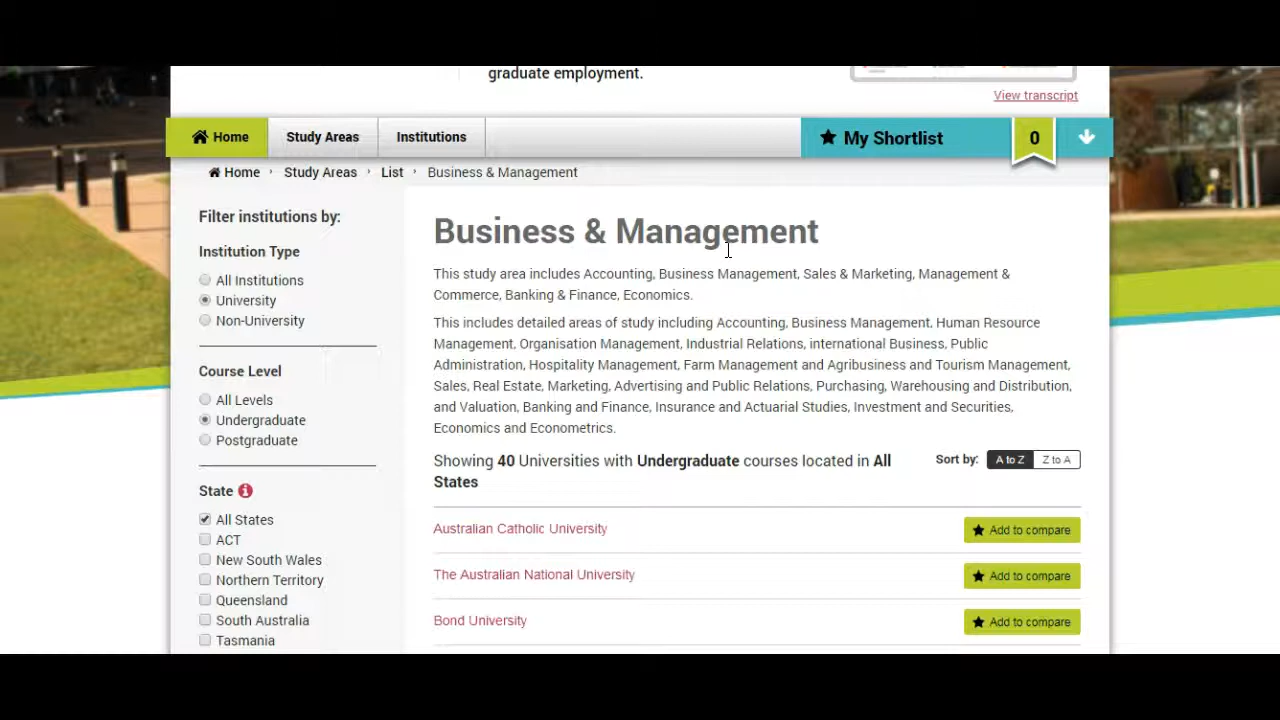 graduate employment.
View transcript
Home
Study Areas
Institutions
My Shortlist
0
Home › Study Areas › List › Business & Management
Filter institutions by:
Institution Type
All Institutions
University
Non-University
Course Level
All Levels
Undergraduate
Postgraduate
State
All States
ACT
New South Wales
Northern Territory
Queensland
South Australia
Tasmania
Business & Management
This study area includes Accounting, Business Management, Sales & Marketing, Management &
Commerce, Banking & Finance, Economics.
This includes detailed areas of study including Accounting, Business Management, Human Resource
Management, Organisation Management, Industrial Relations, international Business, Public
Administration, Hospitality Management, Farm Management and Agribusiness and Tourism Management,
Sales, Real Estate, Marketing, Advertising and Public Relations, Purchasing, Warehousing and Distribution,
and Valuation, Banking and Finance, Insurance and Actuarial Studies, Investment and Securities,
Economics and Econometrics.
Showing 40 Universities with Undergraduate courses located in All
States
Sort by: A to Z Z to A
Australian Catholic University
Add to compare
The Australian National University
Add to compare
Bond University
Add to compare